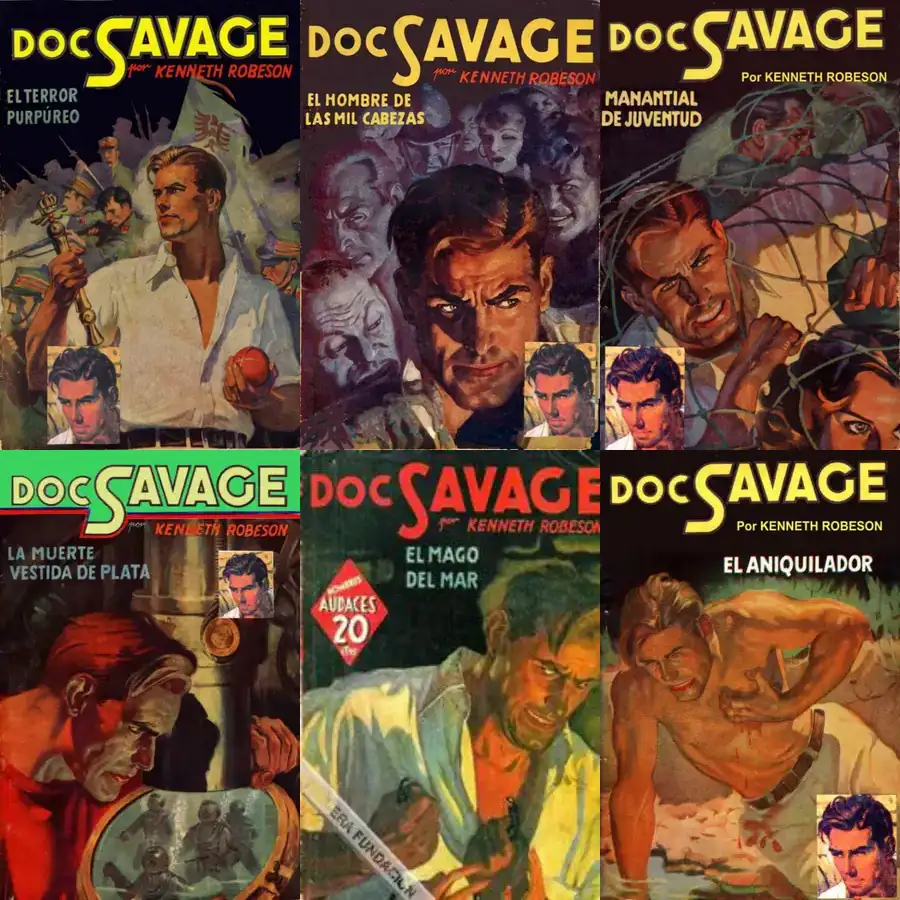 DOC SAVAGE
por KENNETH ROBESON
EL TERROR
PURPÚREO
DOC SAVAGE
por KENNETH ROBESON
EL HOMBRE DE
LAS MIL CABEZAS
DOC SAVAGE
Por KENNETH ROBESON
MANANTIAL
DE JUVENTUD
DOC SAVAGE
por KENNETH ROBESON
LA MUERTE
VESTIDA DE PLATA
DOC SAVAGE
por KENNETH ROBESON
EL MAGO
DEL MAR
HOMBRES
AUDACES
20
ERA FUNDACION
DOC SAVAGE
Por KENNETH ROBESON
EL ANIQUILADOR